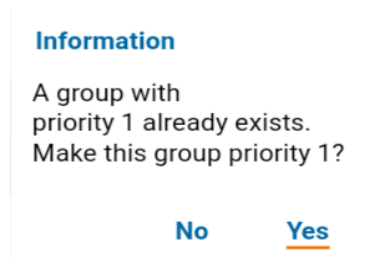 Information
A group with
priority 1 already exists.
Make this group priority 1?
No Yes